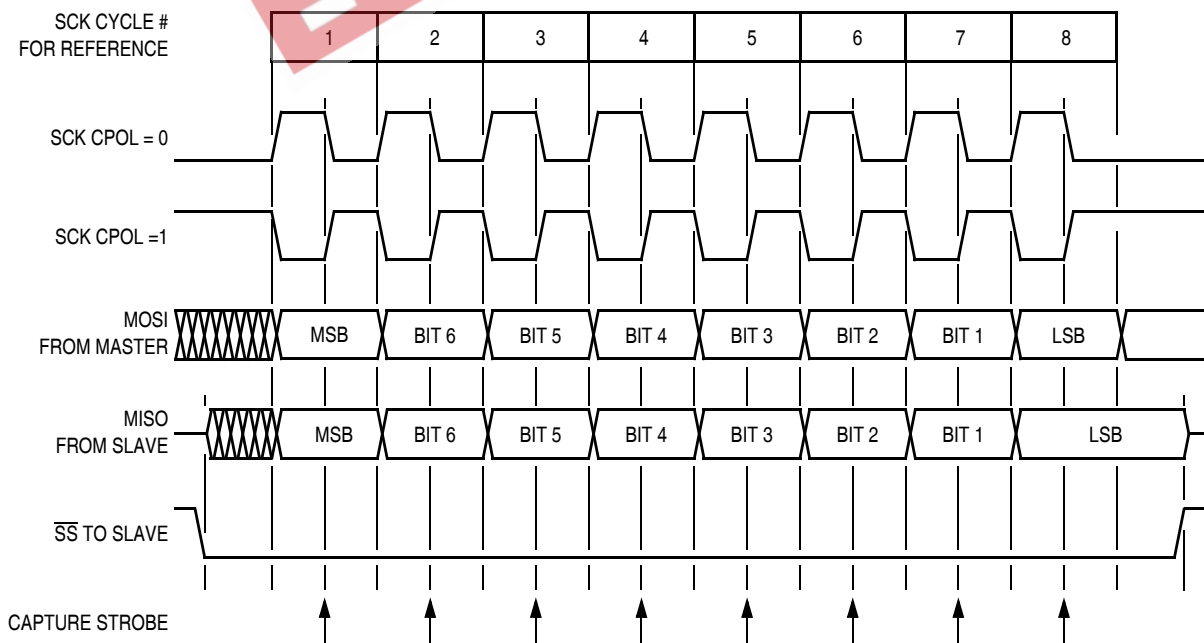 SCK CYCLE #
FOR REFERENCE
1 2 3 4 5 6 7 8
SCK CPOL = 0
SCK CPOL =1
MOSI
FROM MASTER
MSB BIT 6 BIT 5 BIT 4 BIT 3 BIT 2 BIT 1 LSB
MISO
FROM SLAVE
MSB BIT 6 BIT 5 BIT 4 BIT 3 BIT 2 BIT 1 LSB
SS TO SLAVE
CAPTURE STROBE